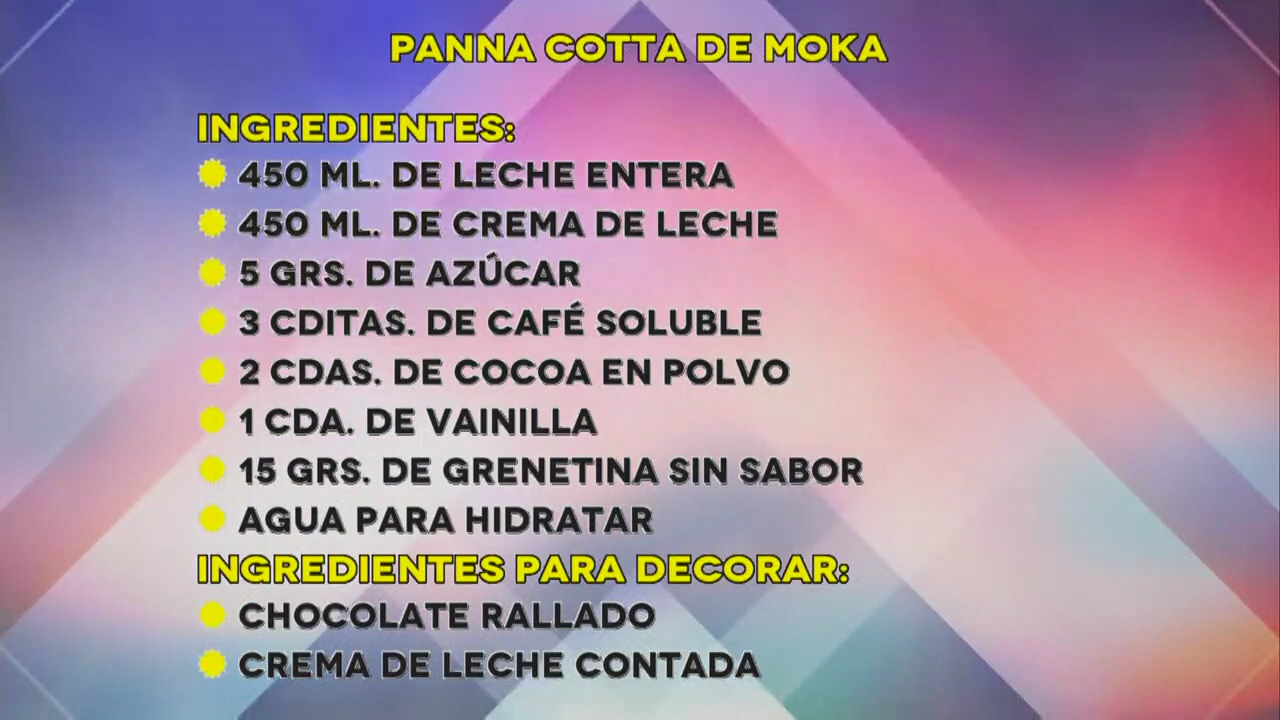 PANNA COTTA DE MOKA
INGREDIENTES:
450 ML. DE LECHE ENTERA
450 ML. DE CREMA DE LECHE
5 GRS. DE AZÚCAR
3 CDITAS. DE CAFÉ SOLUBLE
2 CDAS. DE COCOA EN POLVO
1 CDA. DE VAINILLA
15 GRS. DE GRENETINA SIN SABOR
AGUA PARA HIDRATAR
INGREDIENTES PARA DECORAR:
CHOCOLATE RALLADO
CREMA DE LECHE CONTADA